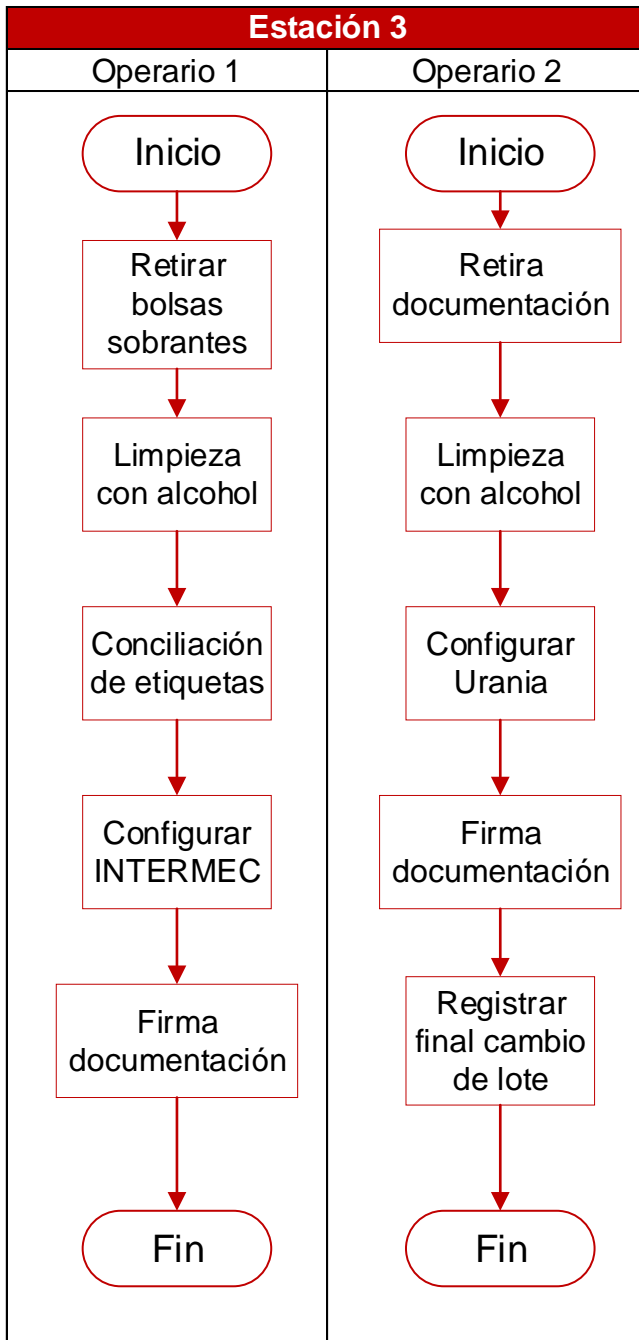 Estación 3
Operario 1
Operario 2
Inicio
Retirar
bolsas
sobrantes
Limpieza
con alcohol
Conciliación
de etiquetas
Configurar
INTERMEC
Firma
documentación
Fin
Inicio
Retira
documentación
Limpieza
con alcohol
Configurar
Urania
Firma
documentación
Registrar
final cambio
de lote
Fin